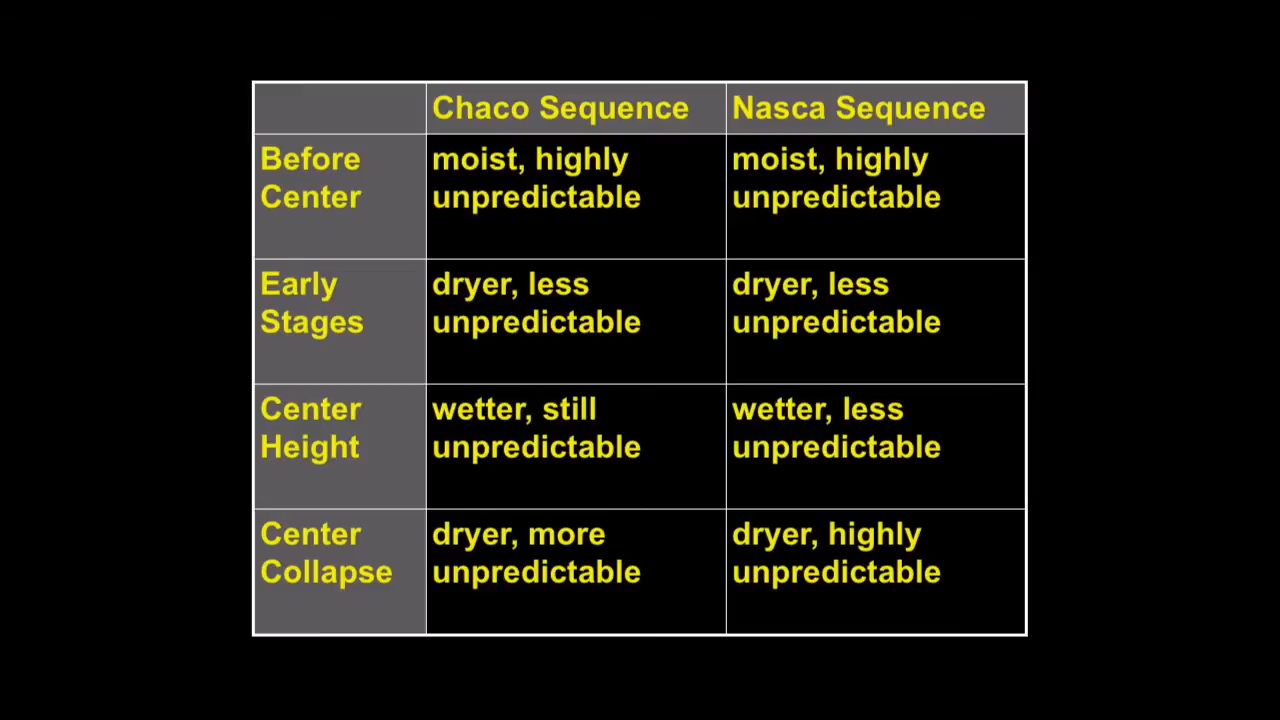 Chaco Sequence
Nasca Sequence
Before
Center
moist, highly
unpredictable
moist, highly
unpredictable
Early
Stages
dryer, less
unpredictable
dryer, less
unpredictable
Center
Height
wetter, still
unpredictable
wetter, less
unpredictable
Center
Collapse
dryer, more
unpredictable
dryer, highly
unpredictable